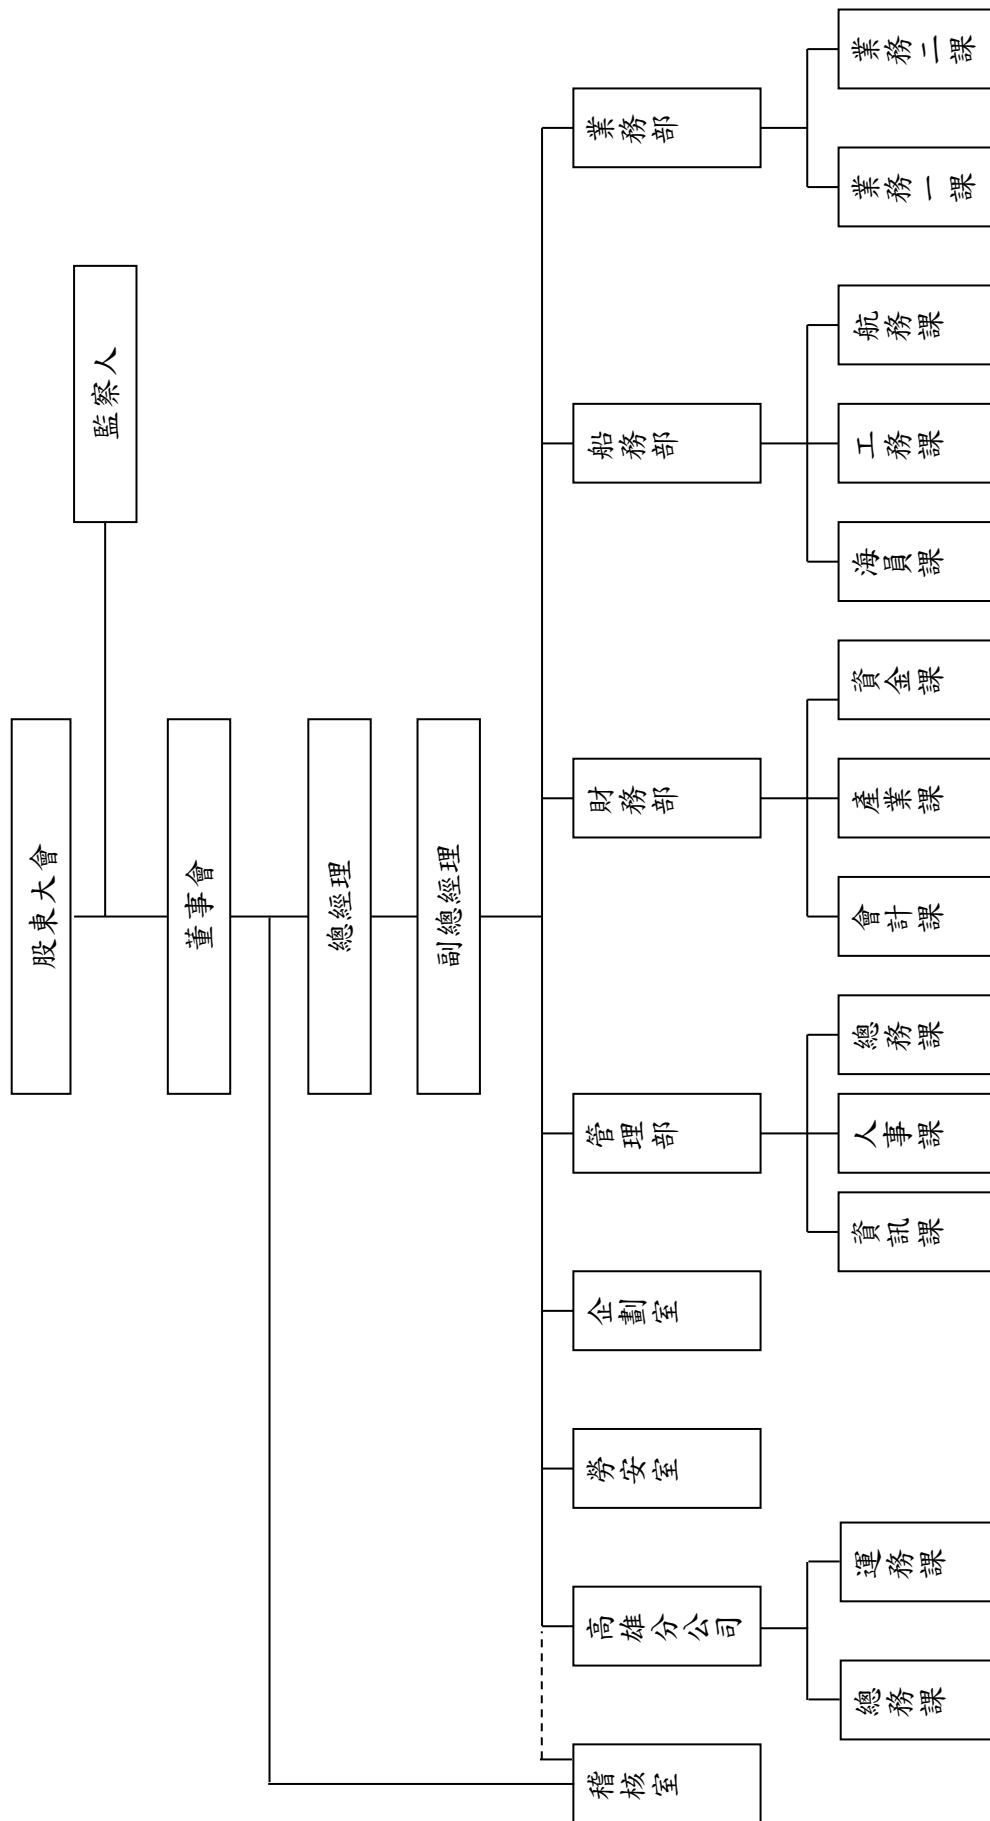 股東大會
監察人
董事會
總經理
副總經理
稽核室
高雄分公司
勞安室
企劃室
管理部
財務部
船務部
業務部
總務課
運務課
資訊課
人事課
總務課
會計課
產業課
資金課
海員課
工務課
航務課
業務一課
業務二課